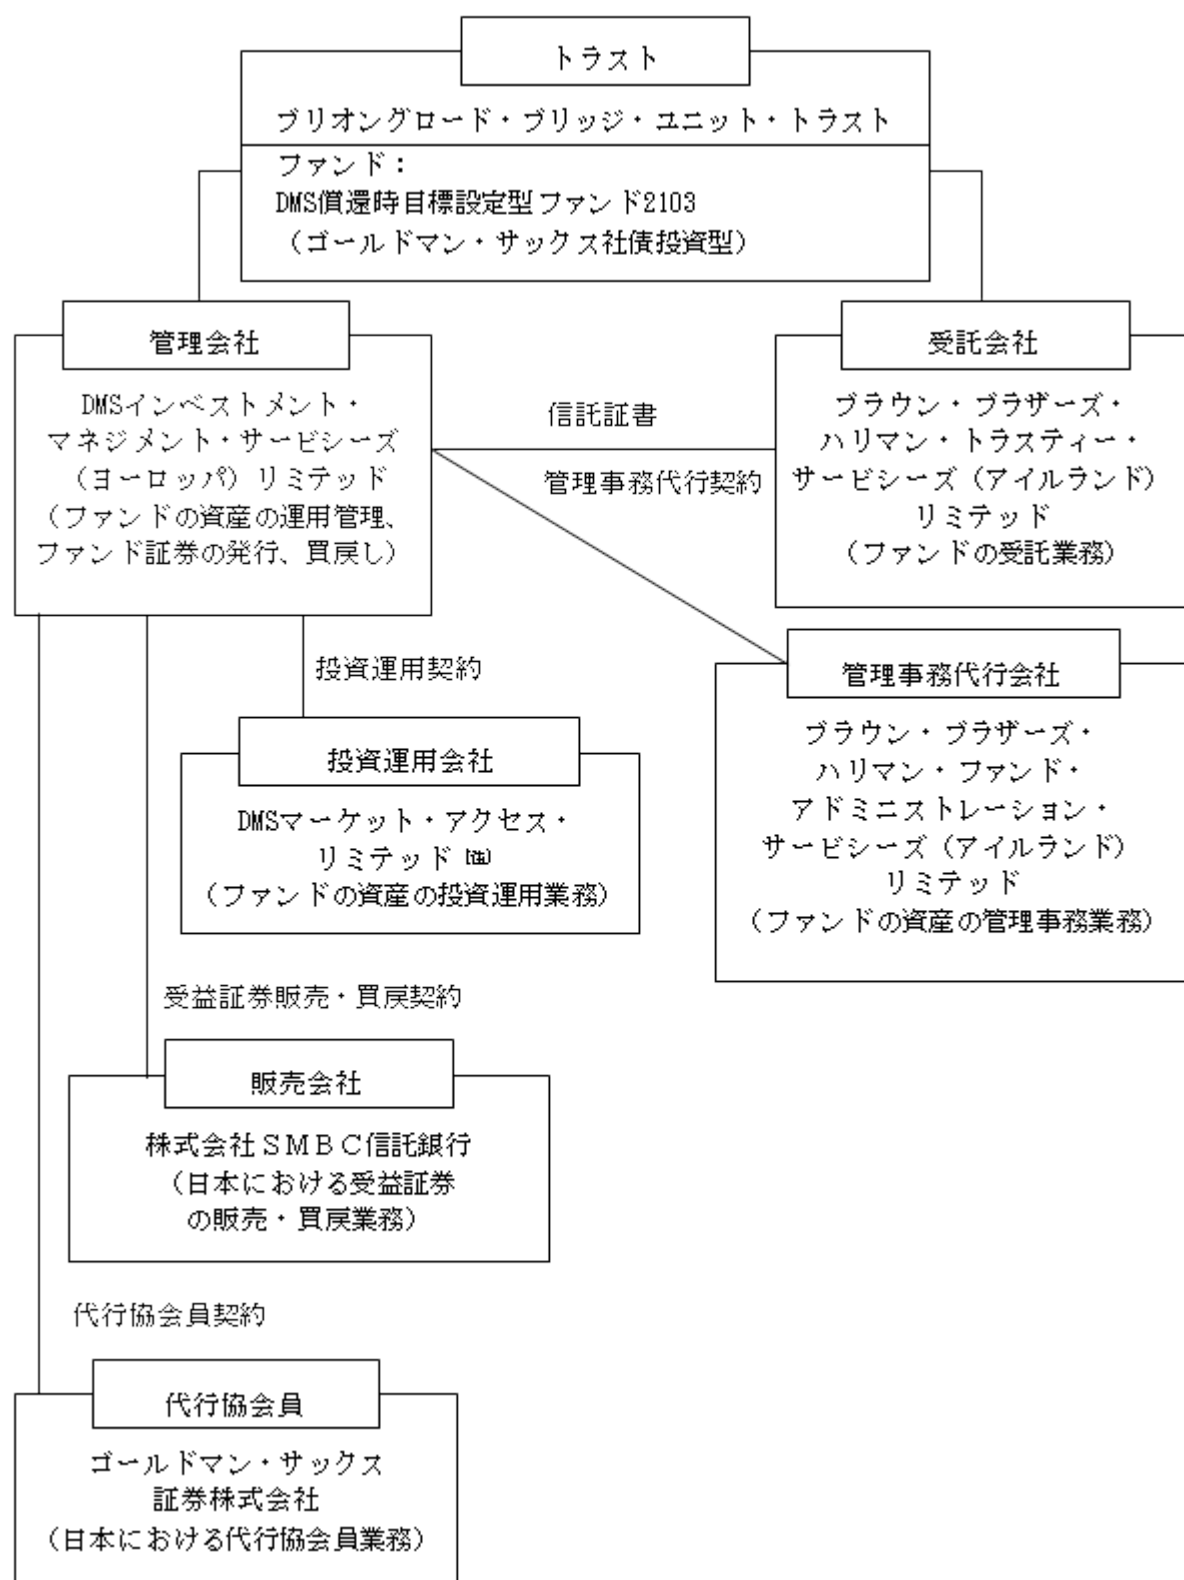 トラスト
ブリオングロード・ブリッジ・ユニット・トラスト
ファンド：
DMS償還時目標設定型ファンド2103
（ゴールドマン・サックス社債投資型）
管理会社
DMSインベストメント・
マネジメント・サービシーズ
（ヨーロッパ）リミテッド
（ファンドの資産の運用管理、
ファンド証券の発行、買戻し）
信託証書
管理事務代行契約
受託会社
ブラウン・ブラザーズ・
ハリマン・トラスティー・
サービシーズ（アイルランド）
リミテッド
（ファンドの受託業務）
投資運用契約
投資運用会社
DMSマーケット・アクセス・
リミテッド
（ファンドの資産の投資運用業務）
管理事務代行会社
ブラウン・ブラザーズ・
ハリマン・ファンド・
アドミニストレーション・
サービシーズ（アイルランド）
リミテッド
（ファンドの資産の管理事務業務）
受益証券販売・買戻契約
販売会社
株式会社ＳＭＢＣ信託銀行
（日本における受益証券
の販売・買戻業務）
代行協会員契約
代行協会員
ゴールドマン・サックス
証券株式会社
（日本における代行協会員業務）